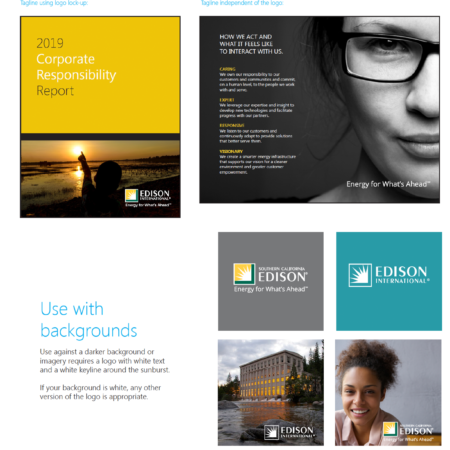 Tagline using logo lock-up
Tagline independent of the logo
2019
Corporate
Responsibility
Report
EDISON
INTERNATIONAL®
Energy for What's Ahead℠
HOW WE ACT AND
WHAT IT FEELS LIKE
TO INTERACT WITH US.
CARING
We own our responsibility to our
customers and communities and connect,
on a human level, to the people we work
with and serve.
EXPERT
We leverage our expertise and insight to
develop new technologies and facilitate
progress with our partners.
RESPONSIVE
We listen to our customers and
continuously adapt to provide solutions
that better serve them.
VISIONARY
We create a smarter energy infrastructure
that supports our vision for a cleaner
environment and greater customer
empowerment.
Energy for What's Ahead℠
Use with
backgrounds
Use against a darker background or
imagery requires a logo with white text
and a white keyline around the sunburst.
If your background is white, any other
version of the logo is appropriate.
SOUTHERN CALIFORNIA
EDISON®
Energy for What's Ahead℠
EDISON
INTERNATIONAL®
EDISON
INTERNATIONAL®
SOUTHERN CALIFORNIA
EDISON
Energy for What's Ahead